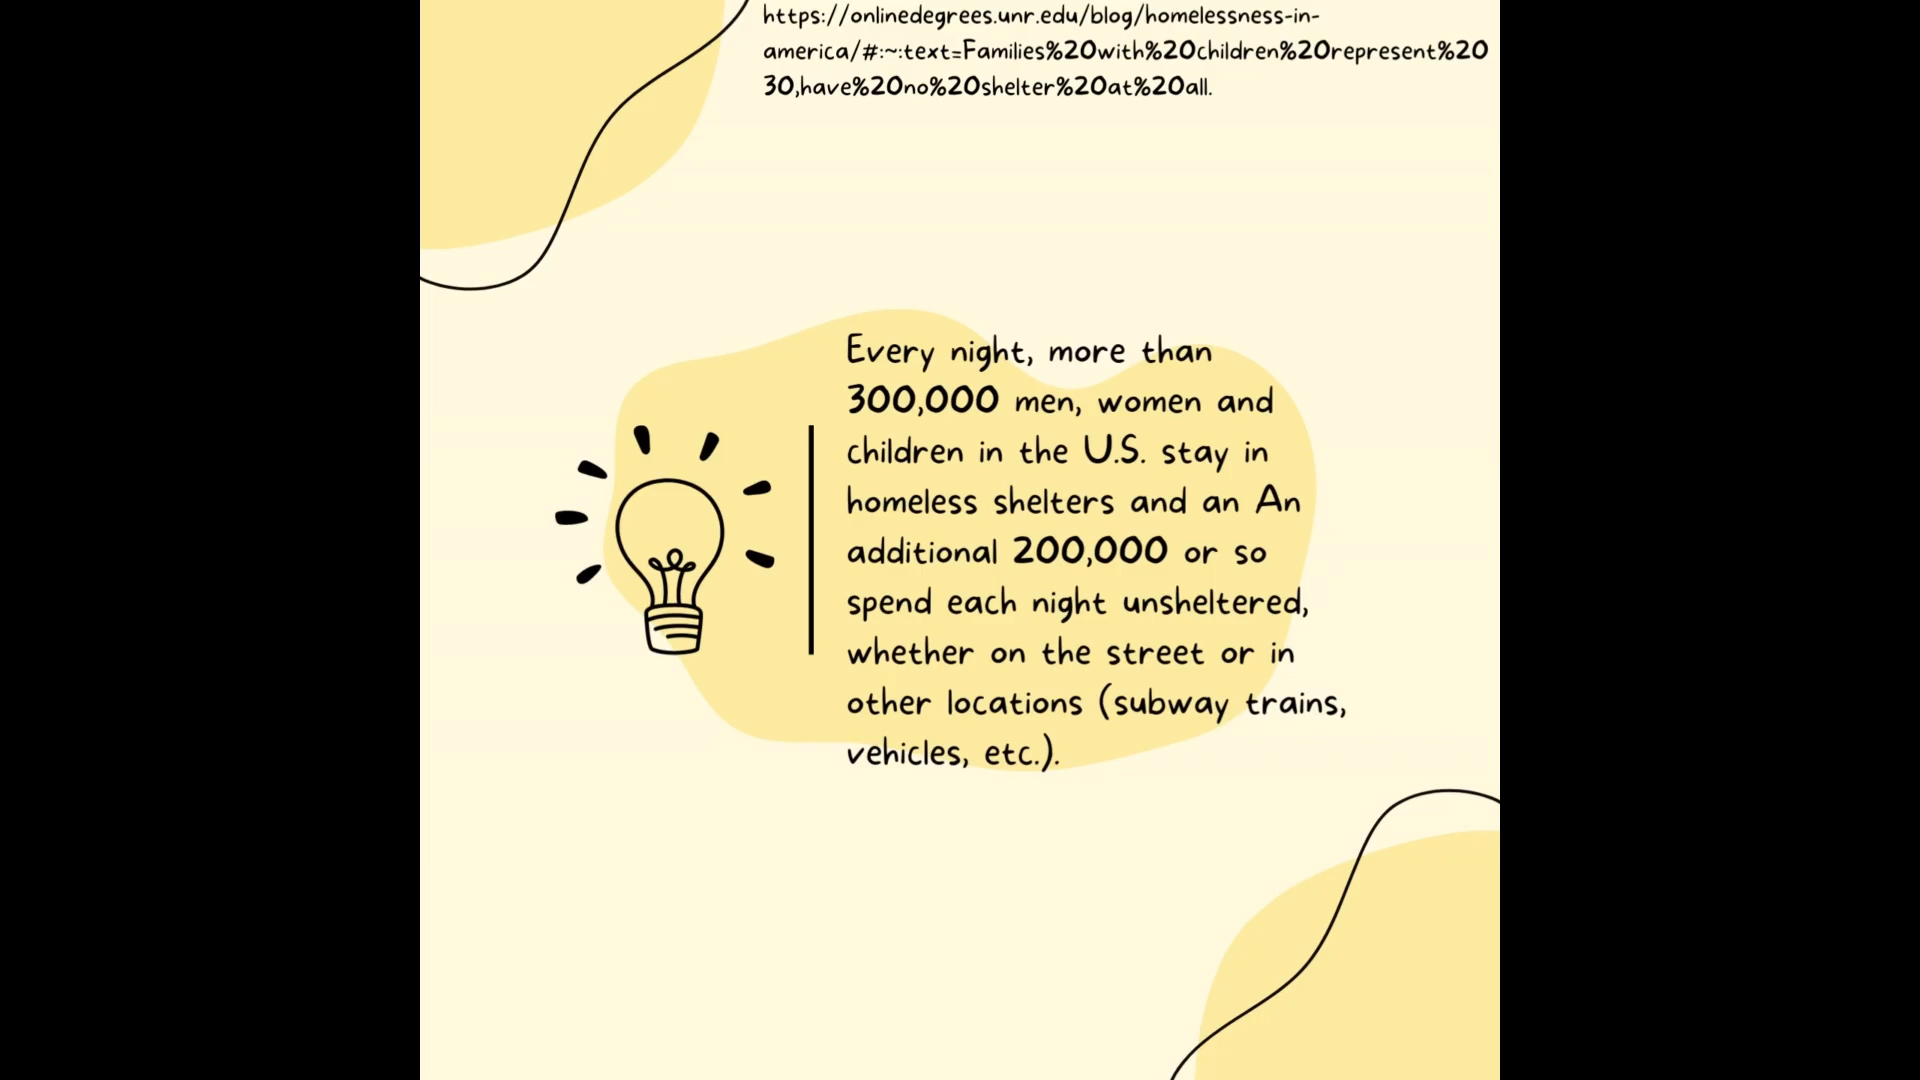 https://onlinedegrees.unr.edu/blog/homelessness-in-
america/#:~:text=Families%20with%20children%20represent%20
30,have%20no%20shelter%20at%20all.
Every night, more than
300,000 men, women and
children in the U.S. stay in
homeless shelters and an An
additional 200,000 or so
spend each night unsheltered,
whether on the street or in
other locations (subway trains,
vehicles, etc.).